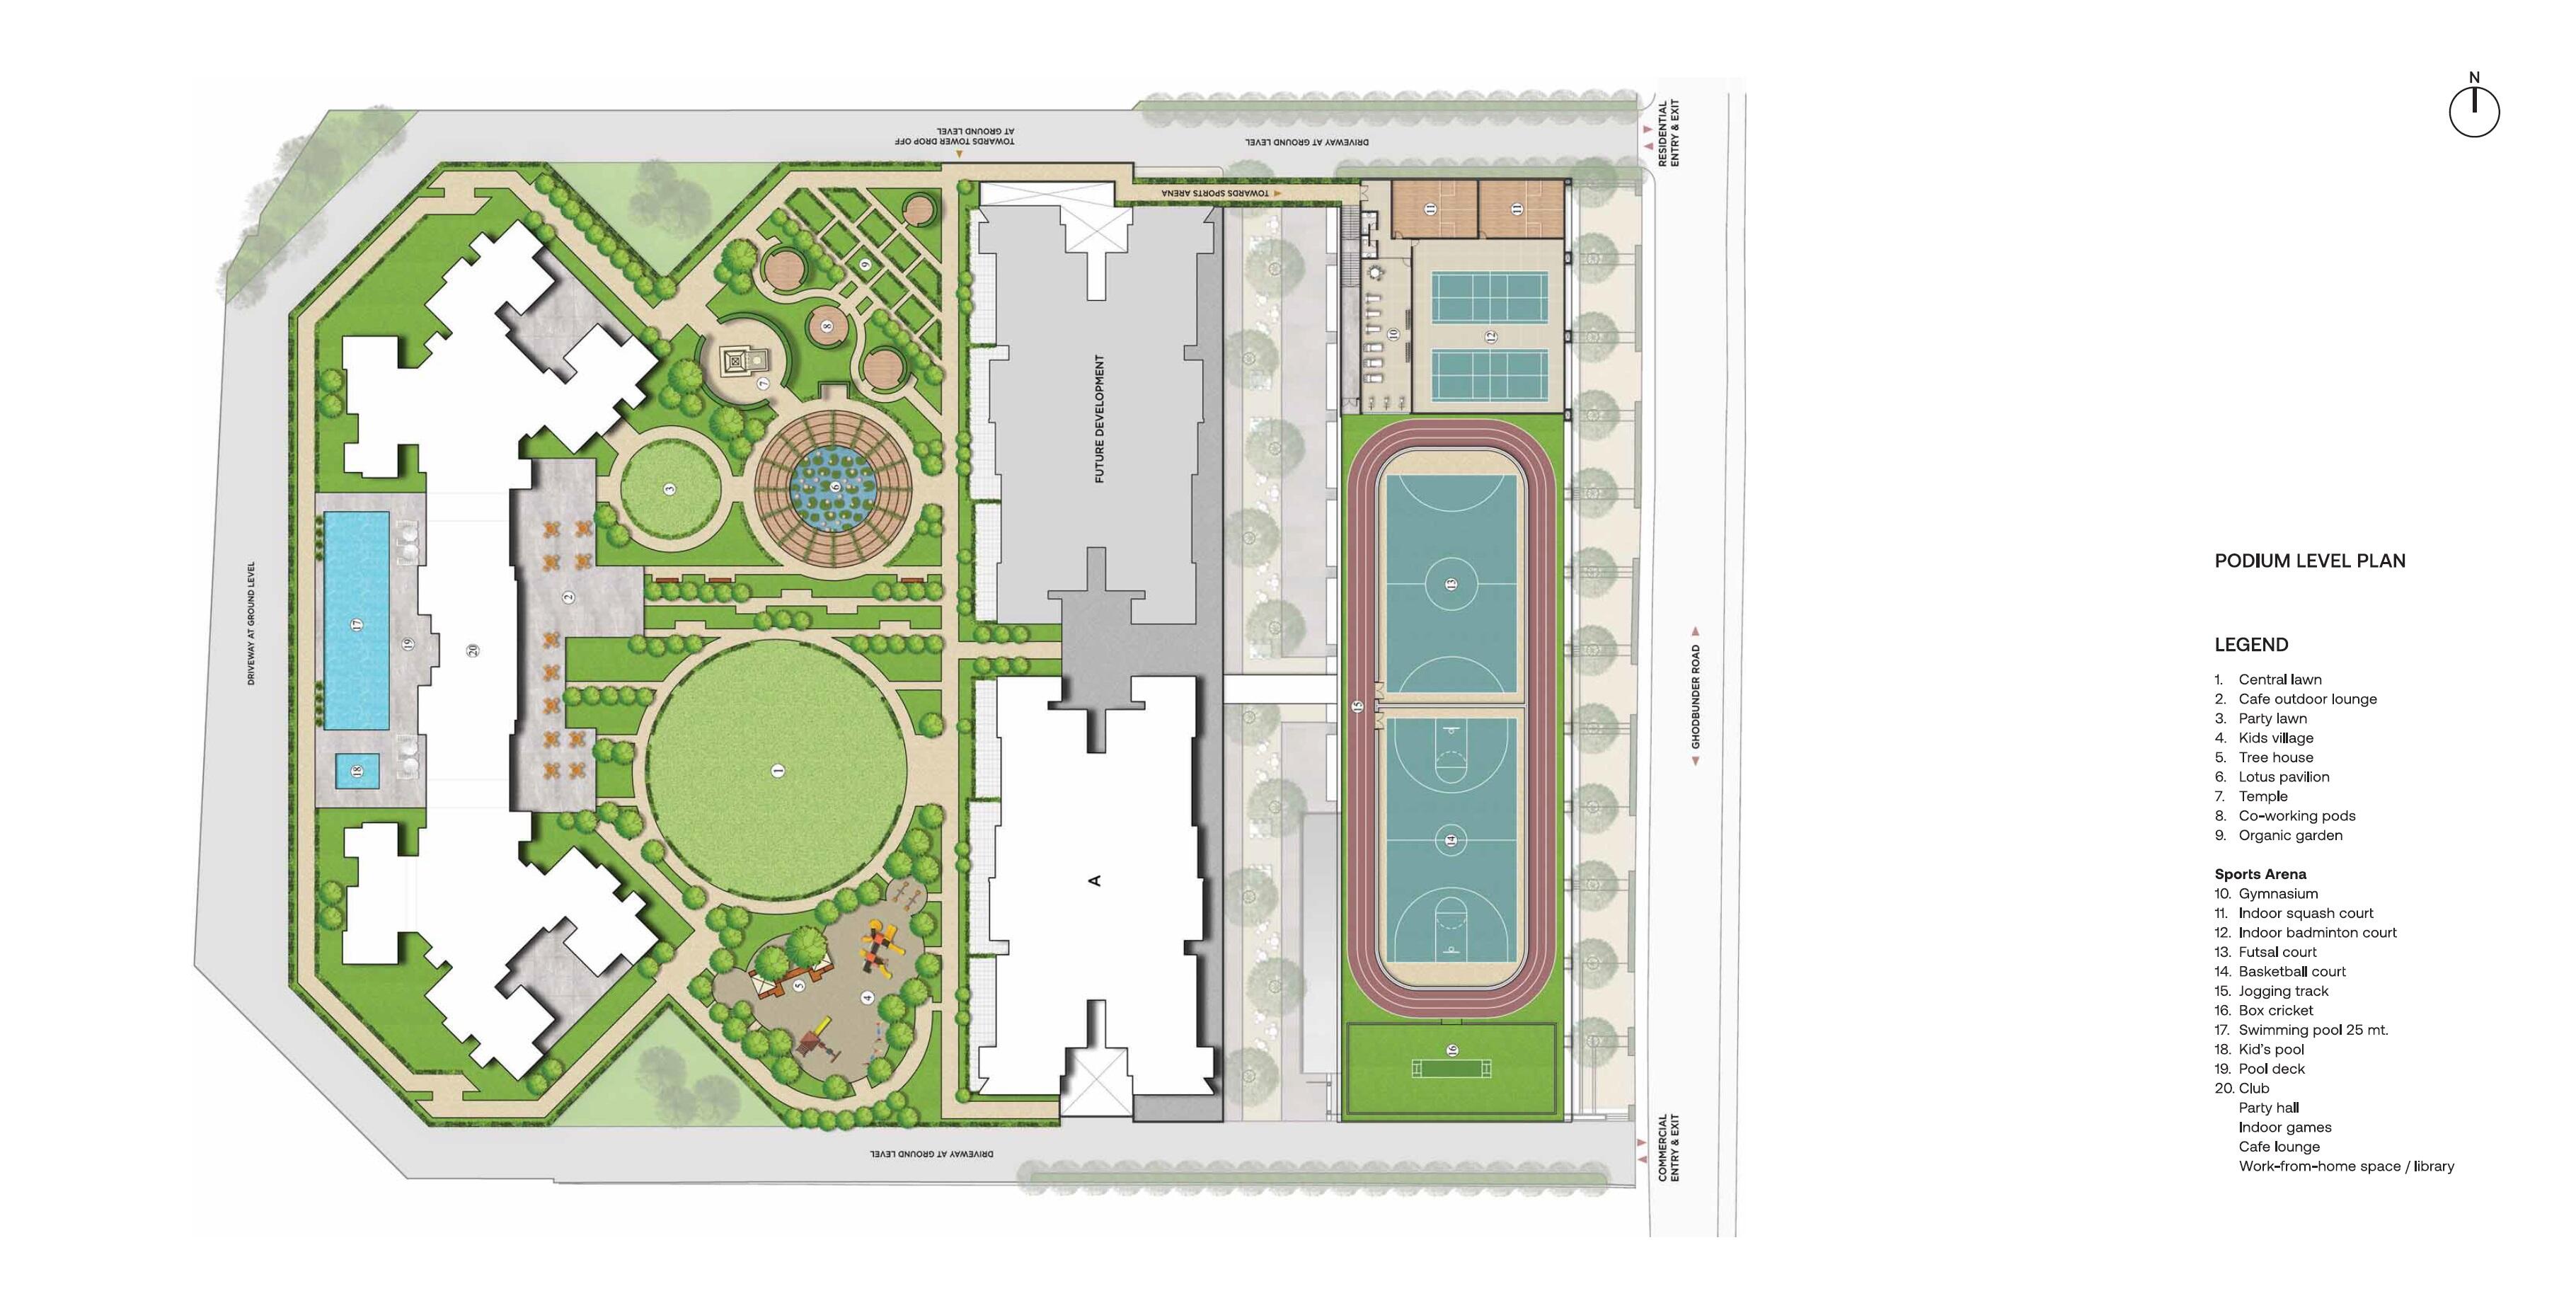 N
RESIDENTIAL
ENTRY & EXIT
TOWARDS TOWER DROP OFF
AT GROUND LEVEL
DRIVEWAY AT GROUND LEVEL
TOWARDS SPORTS ARENA
11
11
9
8
7
10
12
FUTURE DEVELOPMENT
3
6
13
2
17
19
20
DRIVEWAY AT GROUND LEVEL
GHODBUNDER ROAD
15
18
1
14
A
5
4
16
DRIVEWAY AT GROUND LEVEL
COMMERCIAL
ENTRY & EXIT
PODIUM LEVEL PLAN
LEGEND
1. Central lawn
2. Cafe outdoor lounge
3. Party lawn
4. Kids village
5. Tree house
6. Lotus pavilion
7. Temple
8. Co-working pods
9. Organic garden
Sports Arena
10. Gymnasium
11. Indoor squash court
12. Indoor badminton court
13. Futsal court
14. Basketball court
15. Jogging track
16. Box cricket
17. Swimming pool 25 mt.
18. Kid's pool
19. Pool deck
20. Club
Party hall
Indoor games
Cafe lounge
Work-from-home space / library